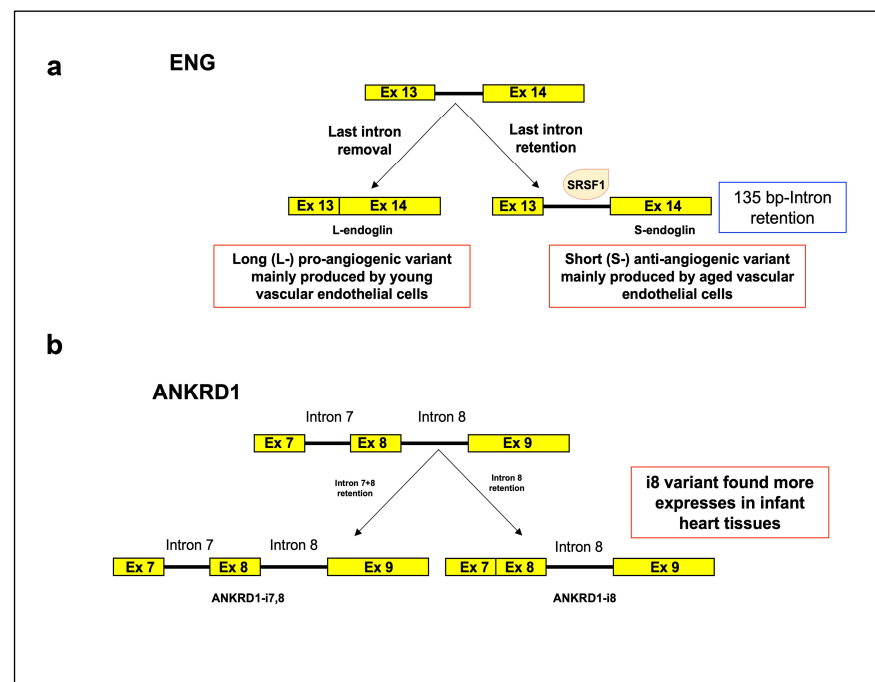 a
ENG
Ex 13
Ex 14
Last intron
removal
Last intron
retention
SRSF1
Ex 13
Ex 14
Ex 13
Ex 14
L-endoglin
S-endoglin
135 bp-Intron
retention
Long (L-) pro-angiogenic variant
mainly produced by young
vascular endothelial cells
Short (S-) anti-angiogenic variant
mainly produced by aged vascular
endothelial cells
b
ANKRD1
Intron 7
Intron 8
Ex 7
Ex 8
Ex 9
Intron 7+8
retention
Intron 8
retention
i8 variant found more
expresses in infant
heart tissues
Intron 7
Intron 8
Intron 8
Ex 7
Ex 8
Ex 9
Ex 7
Ex 8
Ex 9
ANKRD1-i7,8
ANKRD1-i8